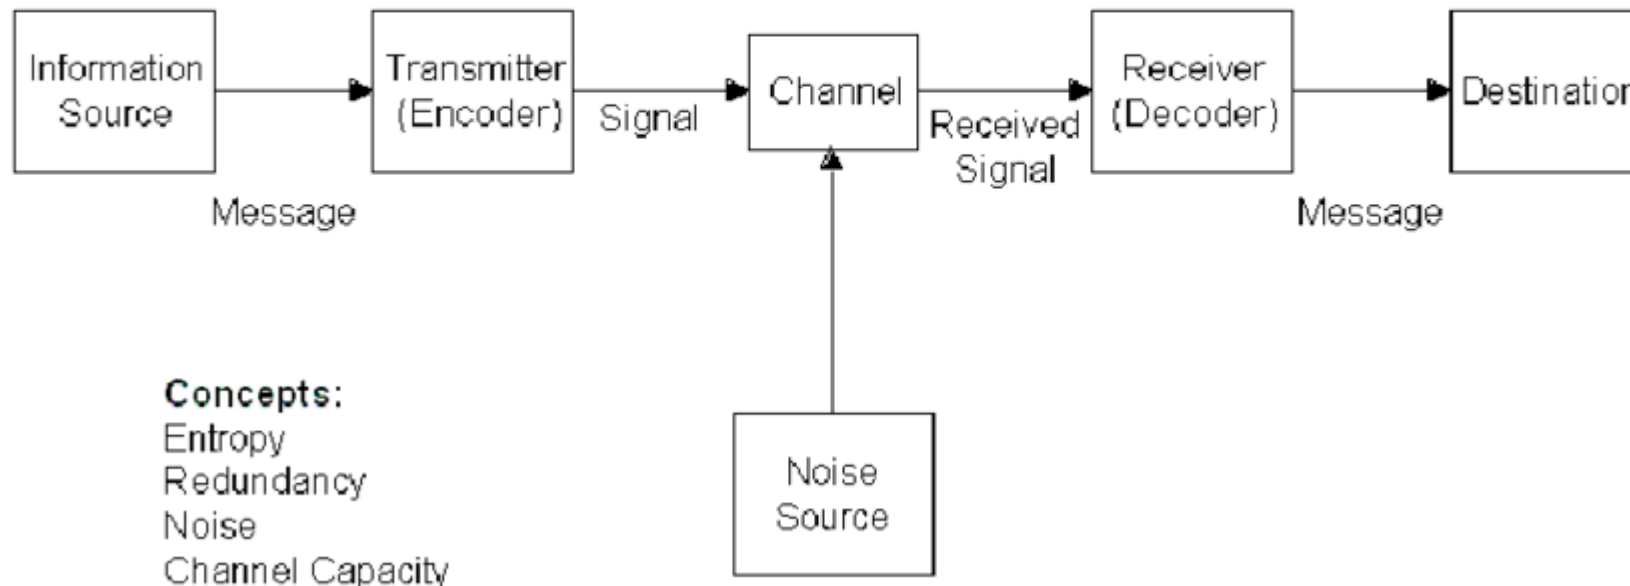 Information
Source
Transmitter
(Encoder)
Channel
Receiver
(Decoder)
Destination
Signal
Received
Signal
Message
Message
Concepts:
Entropy
Redundancy
Noise
Channel Capacity
Noise
Source